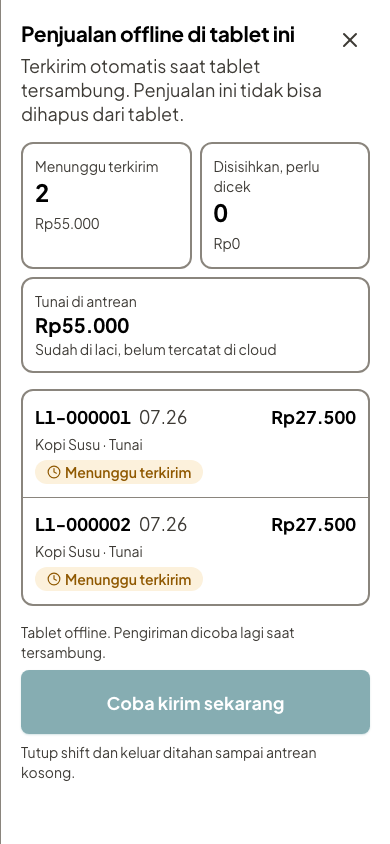 Penjualan offline di tablet ini
Terkirim otomatis saat tablet
tersambung. Penjualan ini tidak bisa
dihapus dari tablet.
Menunggu terkirim
2
Rp55.000
Disisihkan, perlu
dicek
0
Rp0
Tunai di antrean
Rp55.000
Sudah di laci, belum tercatat di cloud
L1-000001 07.26 Rp27.500
Kopi Susu · Tunai
Menunggu terkirim
L1-000002 07.26 Rp27.500
Kopi Susu · Tunai
Menunggu terkirim
Tablet offline. Pengiriman dicoba lagi saat
tersambung.
Coba kirim sekarang
Tutup shift dan keluar ditahan sampai antrean
kosong.